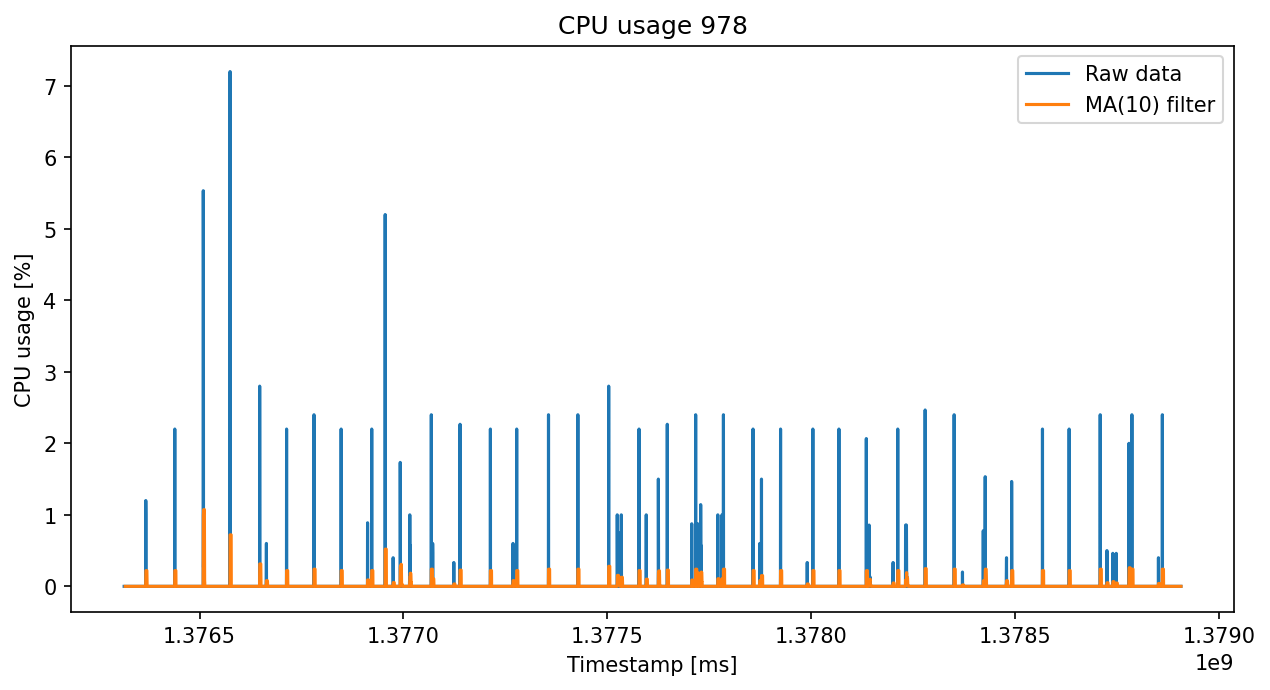 CPU usage 978
Raw data
MA(10) filter
CPU usage [%]
7
6
5
4
3
2
1
0
1.3765 1.3770 1.3775 1.3780 1.3785 1.3790
1e9
Timestamp [ms]